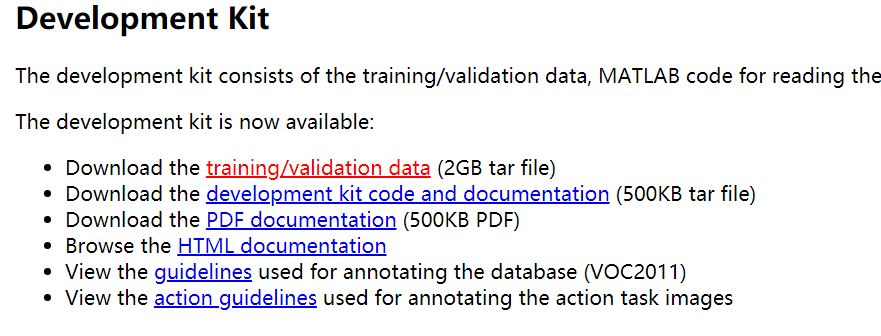 Development Kit
The development kit consists of the training/validation data, MATLAB code for reading the
The development kit is now available:
• Download the training/validation data (2GB tar file)
• Download the development kit code and documentation (500KB tar file)
• Download the PDF documentation (500KB PDF)
• Browse the HTML documentation
• View the guidelines used for annotating the database (VOC2011)
• View the action guidelines used for annotating the action task images